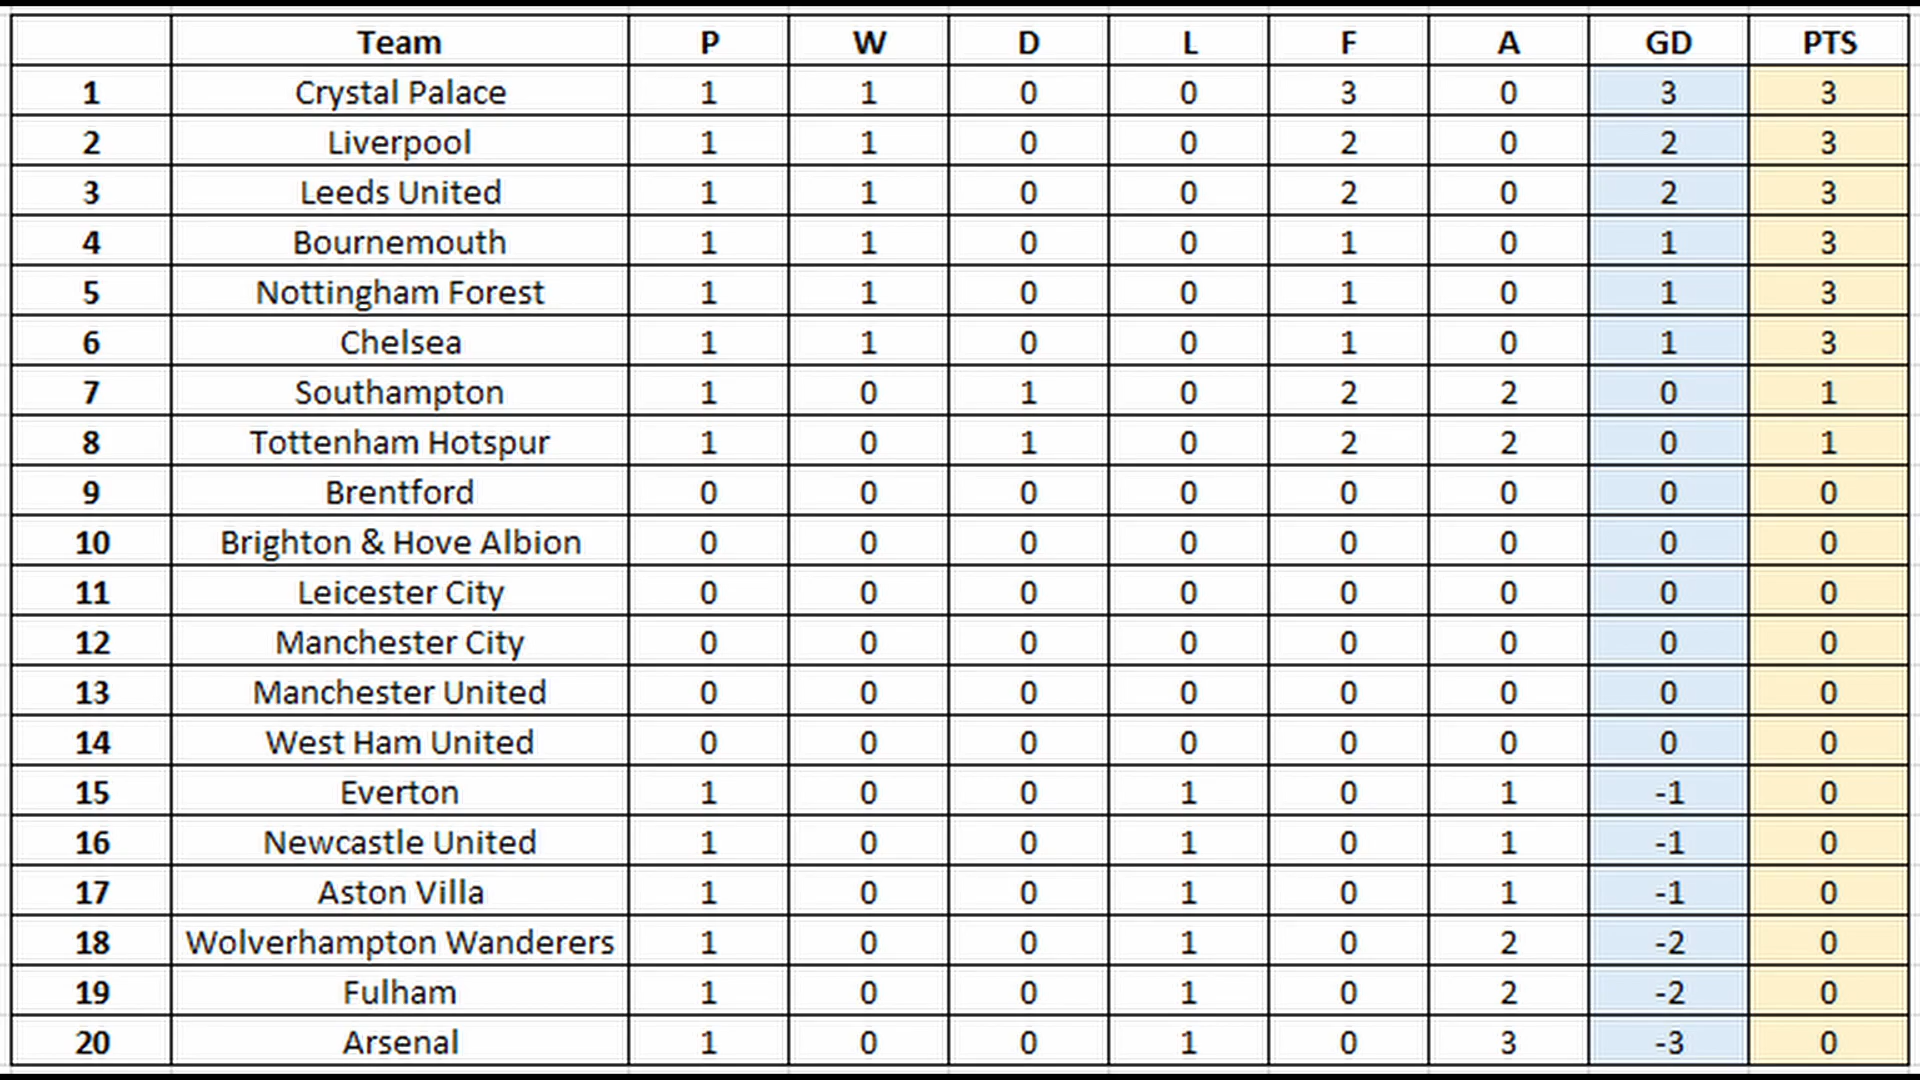 Team P W D L F A GD PTS
1 Crystal Palace 1 1 0 0 3 0 3 3
2 Liverpool 1 1 0 0 2 0 2 3
3 Leeds United 1 1 0 0 2 0 2 3
4 Bournemouth 1 1 0 0 1 0 1 3
5 Nottingham Forest 1 1 0 0 1 0 1 3
6 Chelsea 1 1 0 0 1 0 1 3
7 Southampton 1 0 1 0 2 2 0 1
8 Tottenham Hotspur 1 0 1 0 2 2 0 1
9 Brentford 0 0 0 0 0 0 0 0
10 Brighton & Hove Albion 0 0 0 0 0 0 0 0
11 Leicester City 0 0 0 0 0 0 0 0
12 Manchester City 0 0 0 0 0 0 0 0
13 Manchester United 0 0 0 0 0 0 0 0
14 West Ham United 0 0 0 0 0 0 0 0
15 Everton 1 0 0 1 0 1 -1 0
16 Newcastle United 1 0 0 1 0 1 -1 0
17 Aston Villa 1 0 0 1 0 1 -1 0
18 Wolverhampton Wanderers 1 0 0 1 0 2 -2 0
19 Fulham 1 0 0 1 0 2 -2 0
20 Arsenal 1 0 0 1 0 3 -3 0